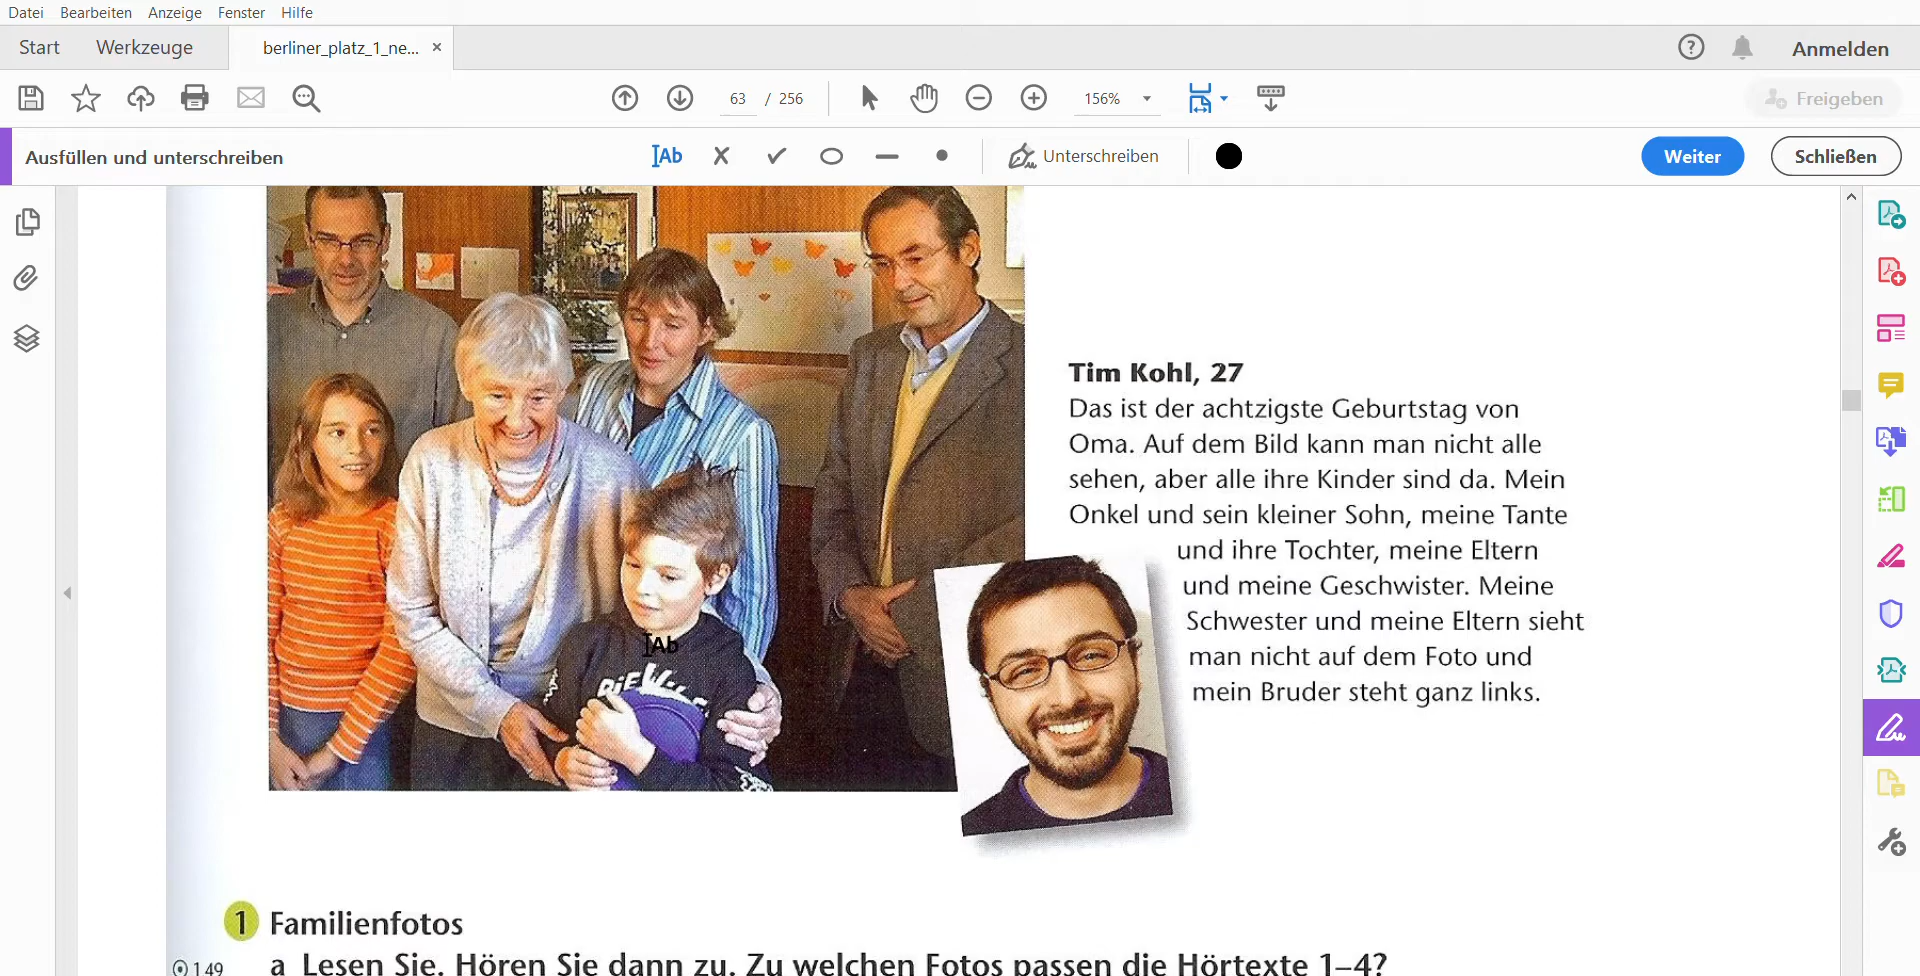 Datei Bearbeiten Anzeige Fenster Hilfe
Start Werkzeuge berliner_platz_1_ne... × Anmelden
63 / 256 156% Freigeben
Ausfüllen und unterschreiben Ab Unterschreiben Weiter Schließen
Tim Kohl, 27
Das ist der achtzigste Geburtstag von
Oma. Auf dem Bild kann man nicht alle
sehen, aber alle ihre Kinder sind da. Mein
Onkel und sein kleiner Sohn, meine Tante
und ihre Tochter, meine Eltern
und meine Geschwister. Meine
Schwester und meine Eltern sieht
man nicht auf dem Foto und
mein Bruder steht ganz links.
Ab
1 Familienfotos
1.49 a Lesen Sie. Hören Sie dann zu. Zu welchen Fotos passen die Hörtexte 1–4?